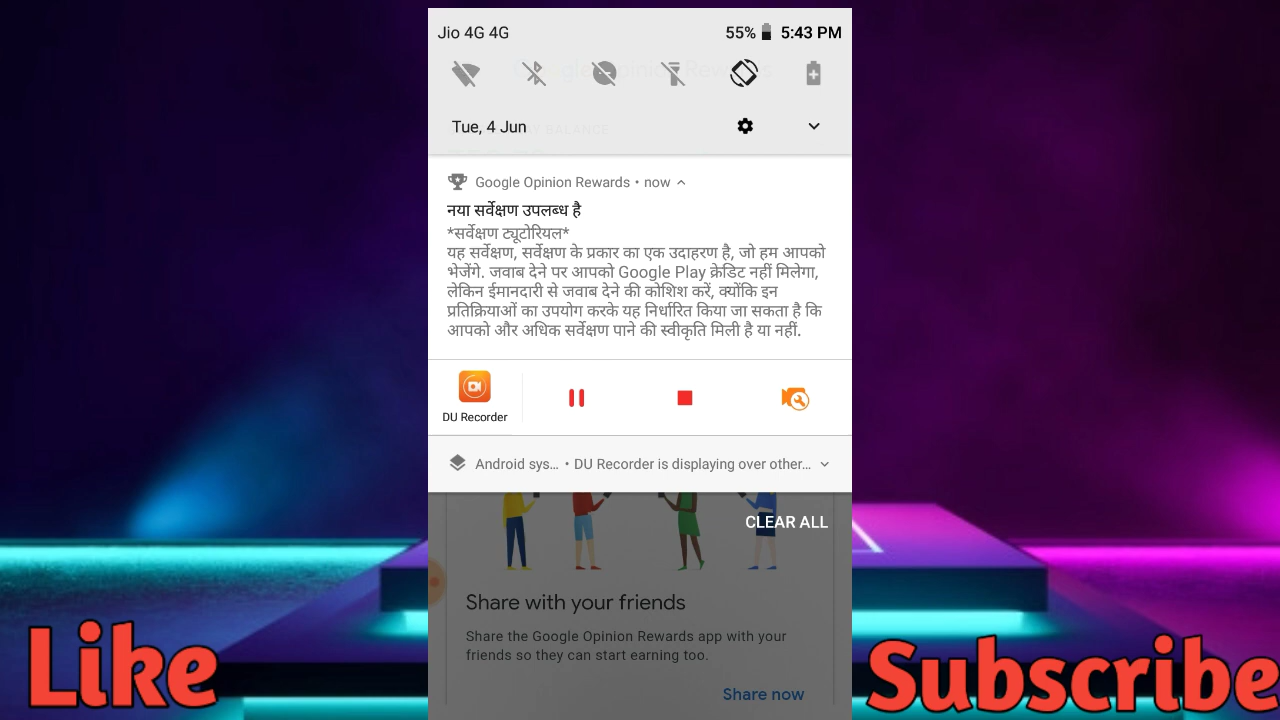 Jio 4G 4G 55% 5:43 PM
Tue, 4 Jun
Google Opinion Rewards • now
नया सर्वेक्षण उपलब्ध है
*सर्वेक्षण ट्यूटोरियल*
यह सर्वेक्षण, सर्वेक्षण के प्रकार का एक उदाहरण है, जो हम आपको
भेजेंगे. जवाब देने पर आपको Google Play क्रेडिट नहीं मिलेगा,
लेकिन ईमानदारी से जवाब देने की कोशिश करें, क्योंकि इन
प्रतिक्रियाओं का उपयोग करके यह निर्धारित किया जा सकता है कि
आपको और अधिक सर्वेक्षण पाने की स्वीकृति मिली है या नहीं.
DU Recorder
Android sys... • DU Recorder is displaying over other...
CLEAR ALL
Share with your friends
Share the Google Opinion Rewards app with your
friends so they can start earning too.
Share now
Like
Subscribe